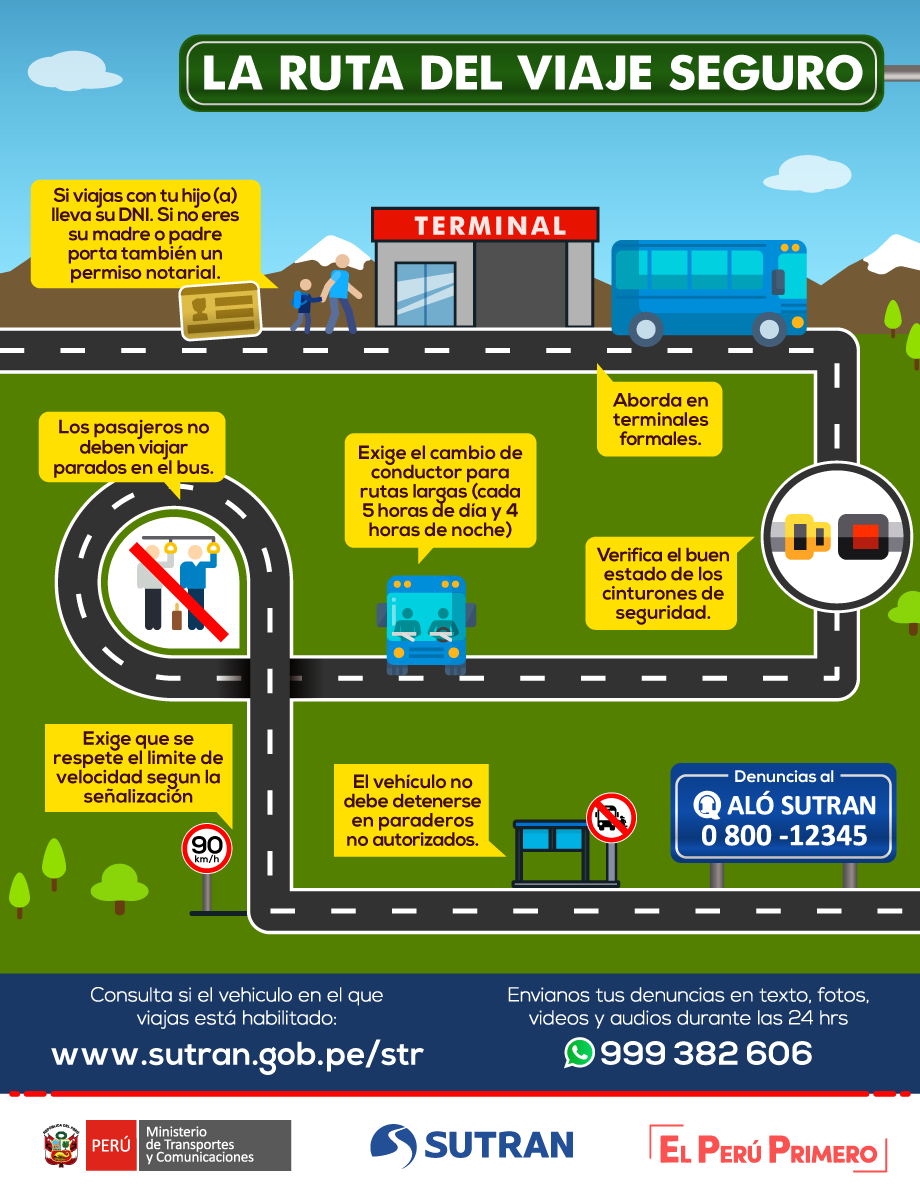 LA RUTA DEL VIAJE SEGURO
Si viajas con tu hijo (a)
lleva su DNI. Si no eres
su madre o padre
porta también un
permiso notarial.
TERMINAL
Aborda en
terminales
formales.
Verifica el buen
estado de los
cinturones de
seguridad.
Exige el cambio de
conductor para
rutas largas (cada
5 horas de día y 4
horas de noche)
Los pasajeros no
deben viajar
parados en el bus.
Exige que se
respete el limite de
velocidad segun la
señalización
90
km/h
El vehículo no
debe detenerse
en paraderos
no autorizados.
Denuncias al
ALÓ SUTRAN
0 800 -12345
Consulta si el vehiculo en el que
viajas está habilitado:
www.sutran.gob.pe/str
Envianos tus denuncias en texto, fotos,
videos y audios durante las 24 hrs
999 382 606
REPÚBLICA DEL PERÚ
PERÚ
Ministerio
de Transportes
y Comunicaciones
SUTRAN
EL PERÚ PRIMERO